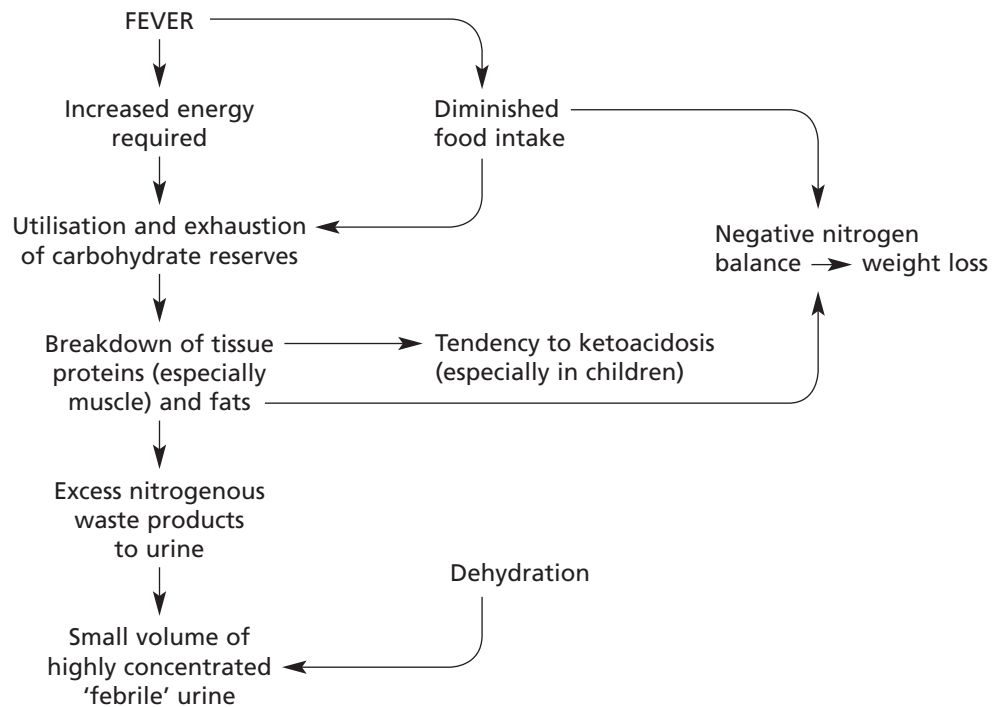 FEVER
Increased energy
required
Diminished
food intake
Utilisation and exhaustion
of carbohydrate reserves
Negative nitrogen
balance
weight loss
Breakdown of tissue
proteins (especially
muscle) and fats
Tendency to ketoacidosis
(especially in children)
Excess nitrogenous
waste products
to urine
Dehydration
Small volume of
highly concentrated
‘febrile’ urine